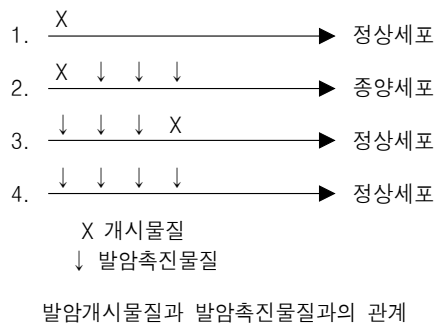 X
1. 정상세포
X ↓ ↓ ↓
2. 종양세포
↓ ↓ ↓ X
3. 정상세포
↓ ↓ ↓ ↓
4. 정상세포
X 개시물질
↓ 발암촉진물질
발암개시물질과 발암촉진물질과의 관계